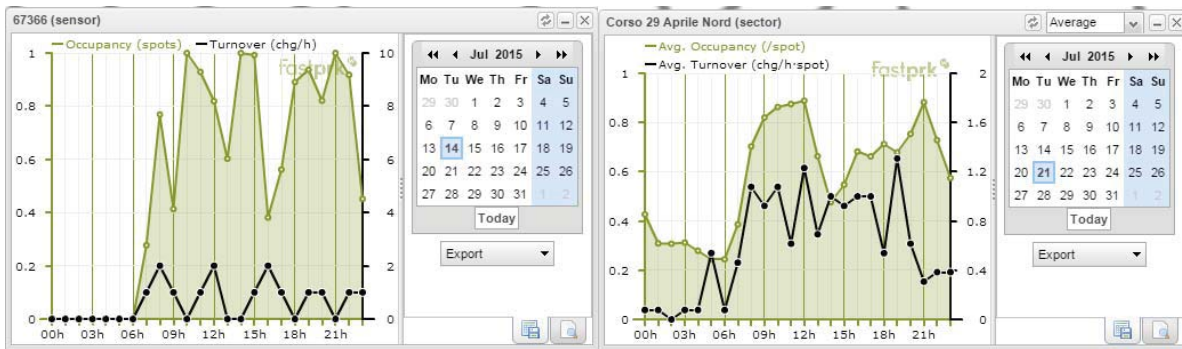 67366 (sensor)
Occupancy (spots) Turnover (chg/h)
fastprk
1 10
0.8 8
0.6 6
0.4 4
0.2 2
0 0
00h 03h 06h 09h 12h 15h 18h 21h
Jul 2015
Mo Tu We Th Fr Sa Su
29 30 1 2 3 4 5
6 7 8 9 10 11 12
13 14 15 16 17 18 19
20 21 22 23 24 25 26
27 28 29 30 31 1 2
Today
Export
Corso 29 Aprile Nord (sector) Average
Avg. Occupancy (/spot)
Avg. Turnover (chg/h·spot)
fastprk
1 2
0.8 1.6
0.6 1.2
0.4 0.8
0.2 0.4
0 0
00h 03h 06h 09h 12h 15h 18h 21h
Jul 2015
Mo Tu We Th Fr Sa Su
29 30 1 2 3 4 5
6 7 8 9 10 11 12
13 14 15 16 17 18 19
20 21 22 23 24 25 26
27 28 29 30 31 1 2
Today
Export